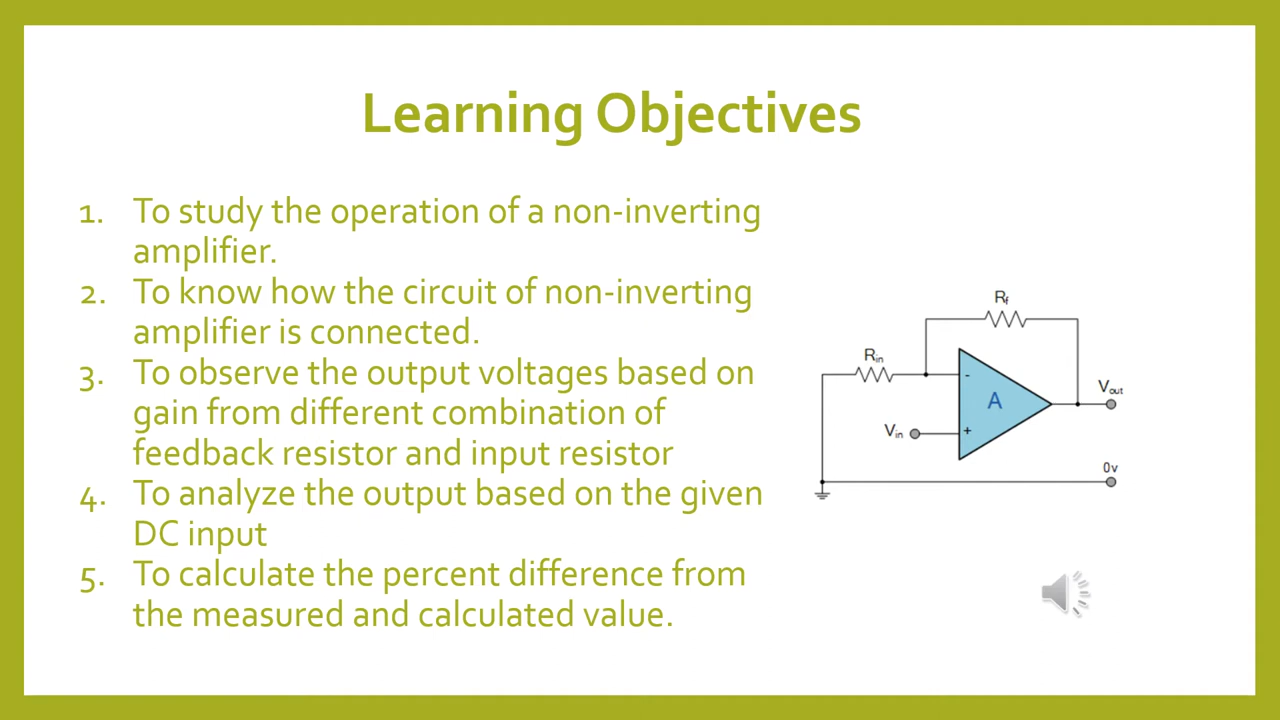 Learning Objectives
1. To study the operation of a non-inverting
amplifier.
2. To know how the circuit of non-inverting
amplifier is connected.
3. To observe the output voltages based on
gain from different combination of
feedback resistor and input resistor
4. To analyze the output based on the given
DC input
5. To calculate the percent difference from
the measured and calculated value.
Rf
Rin
-
A
Vout
Vin
+
0v